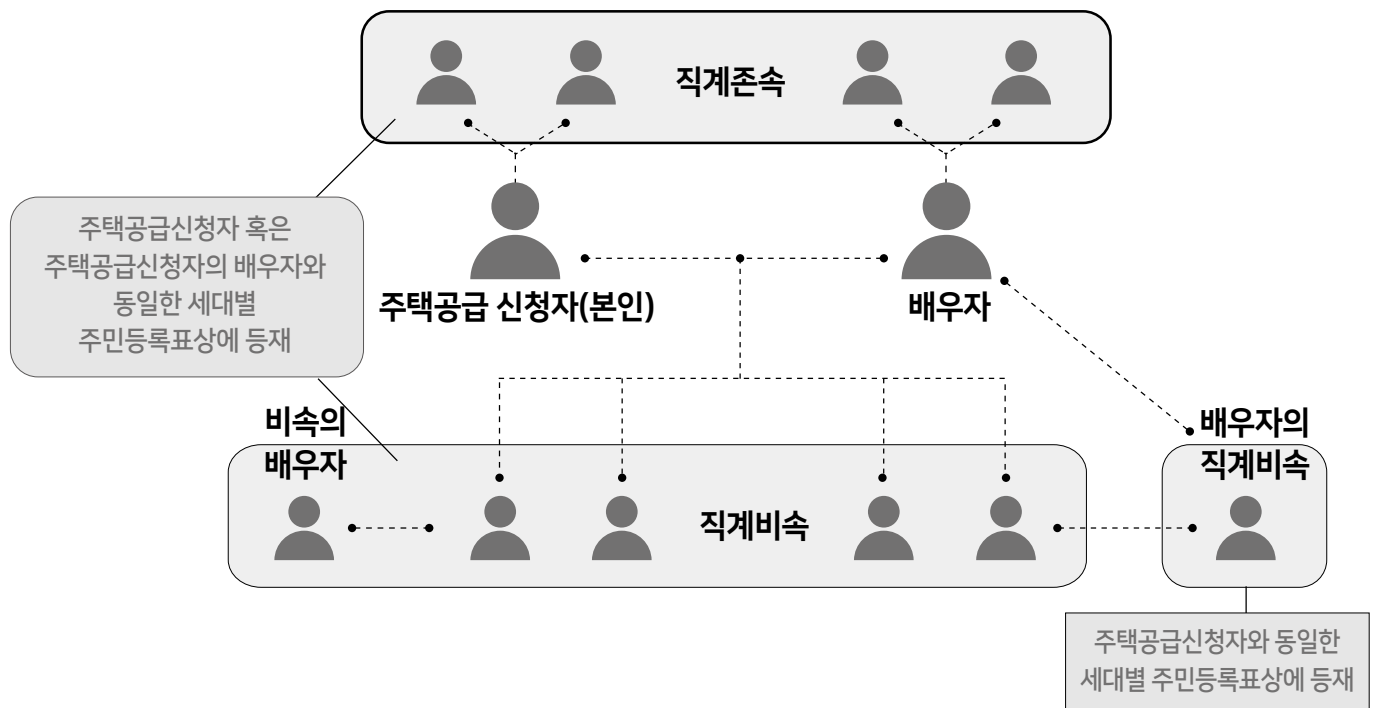 직계존속
주택공급신청자 혹은
주택공급신청자의 배우자와
동일한 세대별
주민등록표상에 등재
주택공급 신청자(본인)
배우자
비속의
배우자
직계비속
배우자의
직계비속
주택공급신청자와 동일한
세대별 주민등록표상에 등재